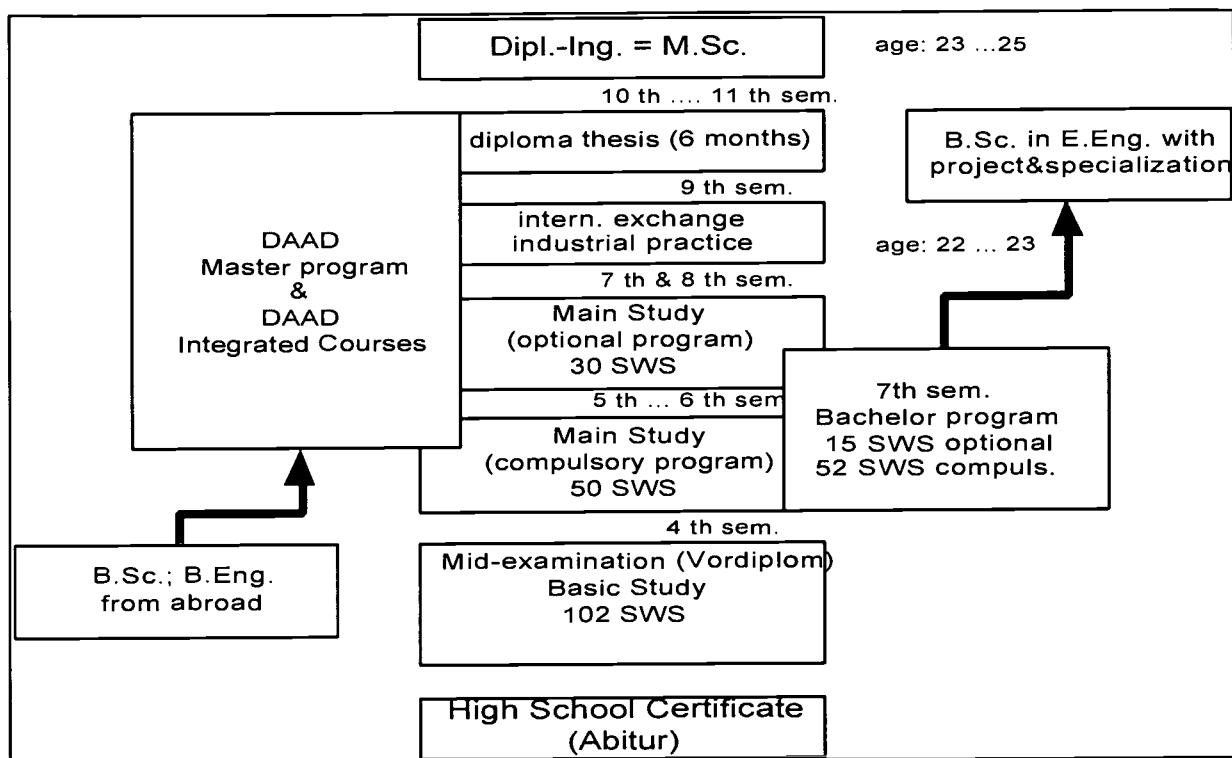 Dipl.-Ing. = M.Sc.
age: 23 ...25
10 th .... 11 th sem.
diploma thesis (6 months)
B.Sc. in E.Eng. with
project&specialization
9 th sem.
intern. exchange
industrial practice
age: 22 ... 23
DAAD
Master program
&
DAAD
Integrated Courses
7 th & 8 th sem.
Main Study
(optional program)
30 SWS
5 th ... 6 th sem
Main Study
(compulsory program)
50 SWS
7th sem.
Bachelor program
15 SWS optional
52 SWS compuls.
4 th sem.
B.Sc.; B.Eng.
from abroad
Mid-examination (Vordiplom)
Basic Study
102 SWS
High School Certificate
(Abitur)